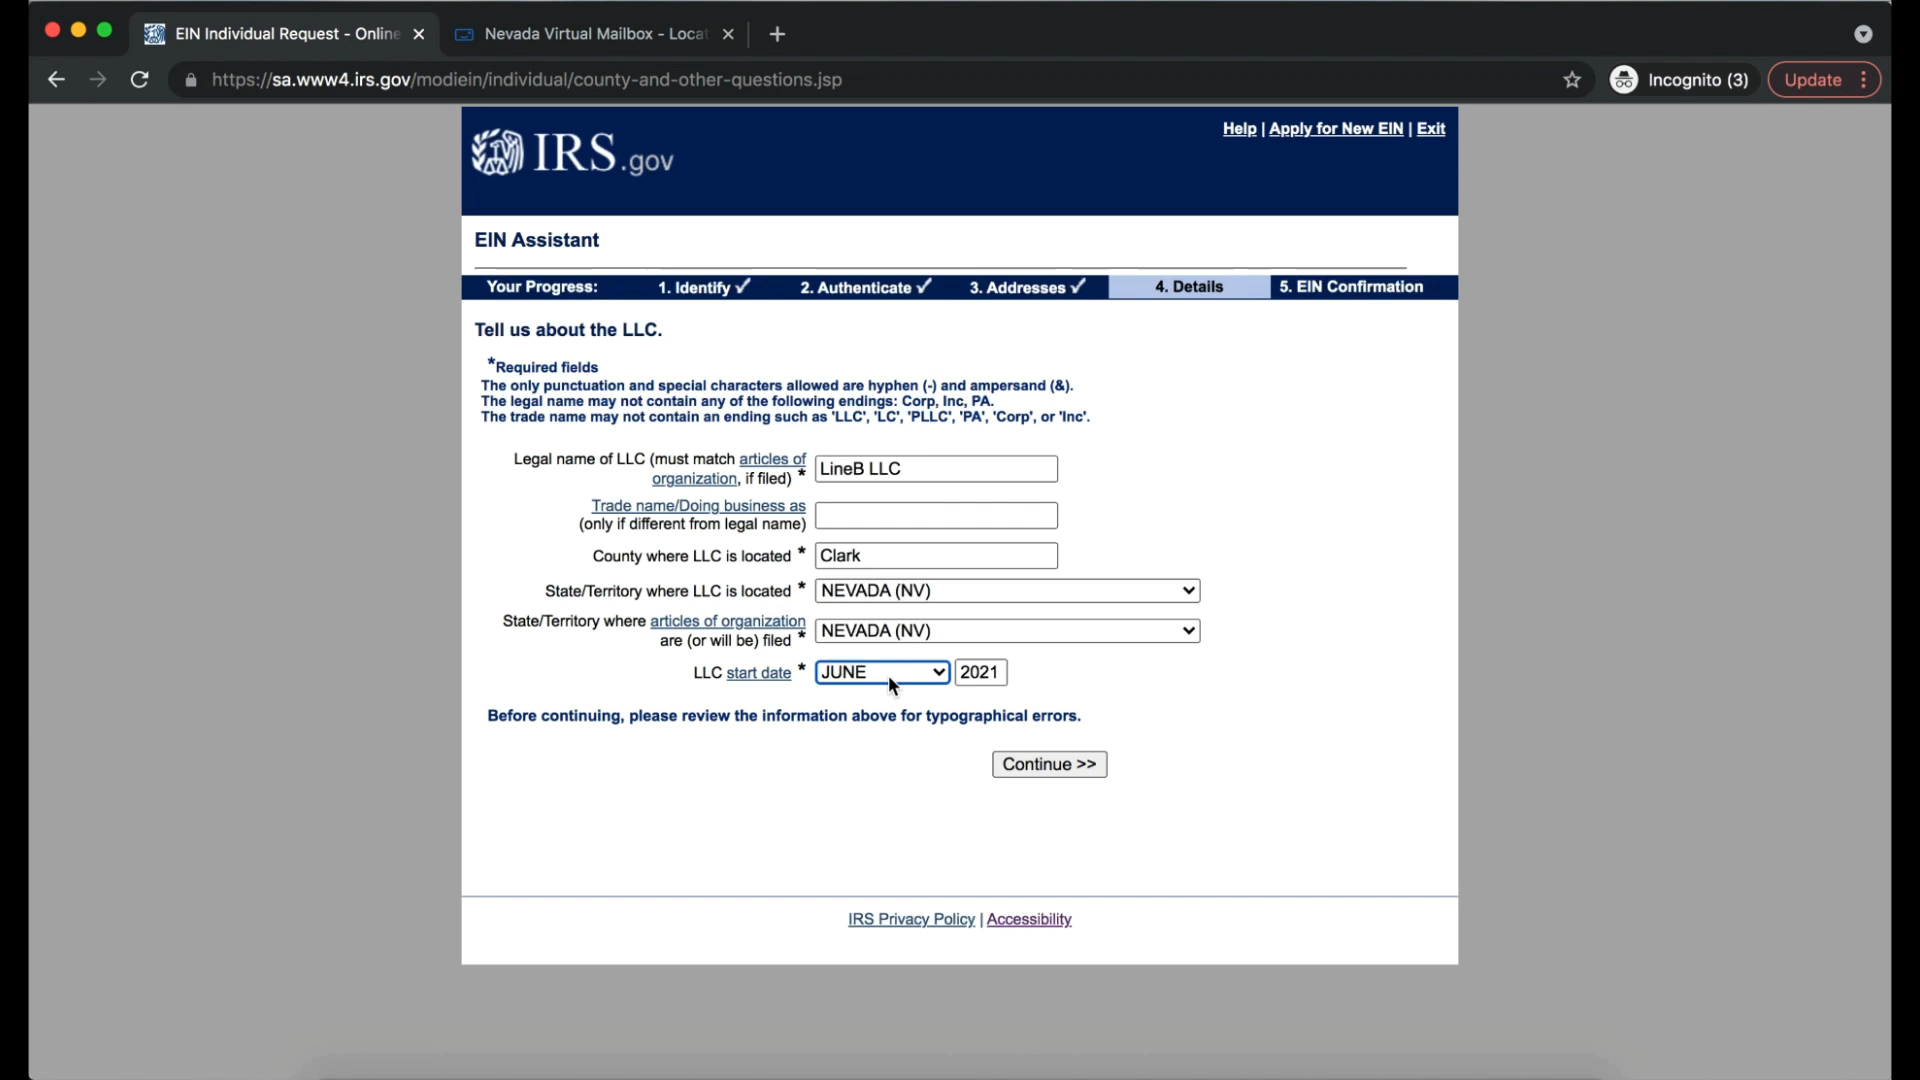 EIN Individual Request - Online
Nevada Virtual Mailbox - Locat
https://sa.www4.irs.gov/modiein/individual/county-and-other-questions.jsp
Incognito (3)
Update
IRS.gov
Help | Apply for New EIN | Exit
EIN Assistant
Your Progress: 1. Identify ✓ 2. Authenticate ✓ 3. Addresses ✓ 4. Details 5. EIN Confirmation
Tell us about the LLC.
*Required fields
The only punctuation and special characters allowed are hyphen (-) and ampersand (&).
The legal name may not contain any of the following endings: Corp, Inc, PA.
The trade name may not contain an ending such as 'LLC', 'LC', 'PLLC', 'PA', 'Corp', or 'Inc'.
Legal name of LLC (must match articles of
organization, if filed) * LineB LLC
Trade name/Doing business as
(only if different from legal name)
County where LLC is located * Clark
State/Territory where LLC is located * NEVADA (NV)
State/Territory where articles of organization
are (or will be) filed * NEVADA (NV)
LLC start date * JUNE 2021
Before continuing, please review the information above for typographical errors.
Continue >>
IRS Privacy Policy | Accessibility